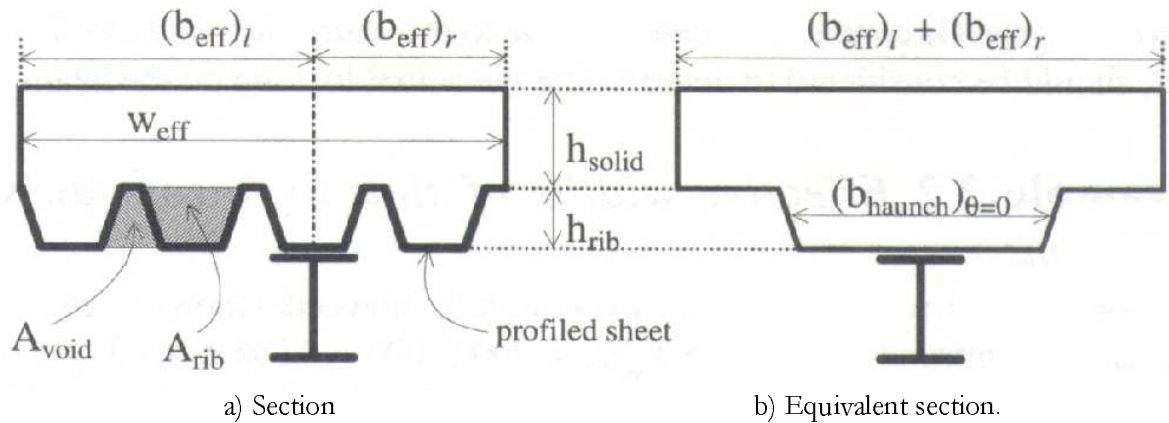 (b_eff)_l (b_eff)_r (b_eff)_l + (b_eff)_r
w_eff
h_solid
(b_haunch)_θ=0
h_rib
A_void A_rib profiled sheet
a) Section b) Equivalent section.